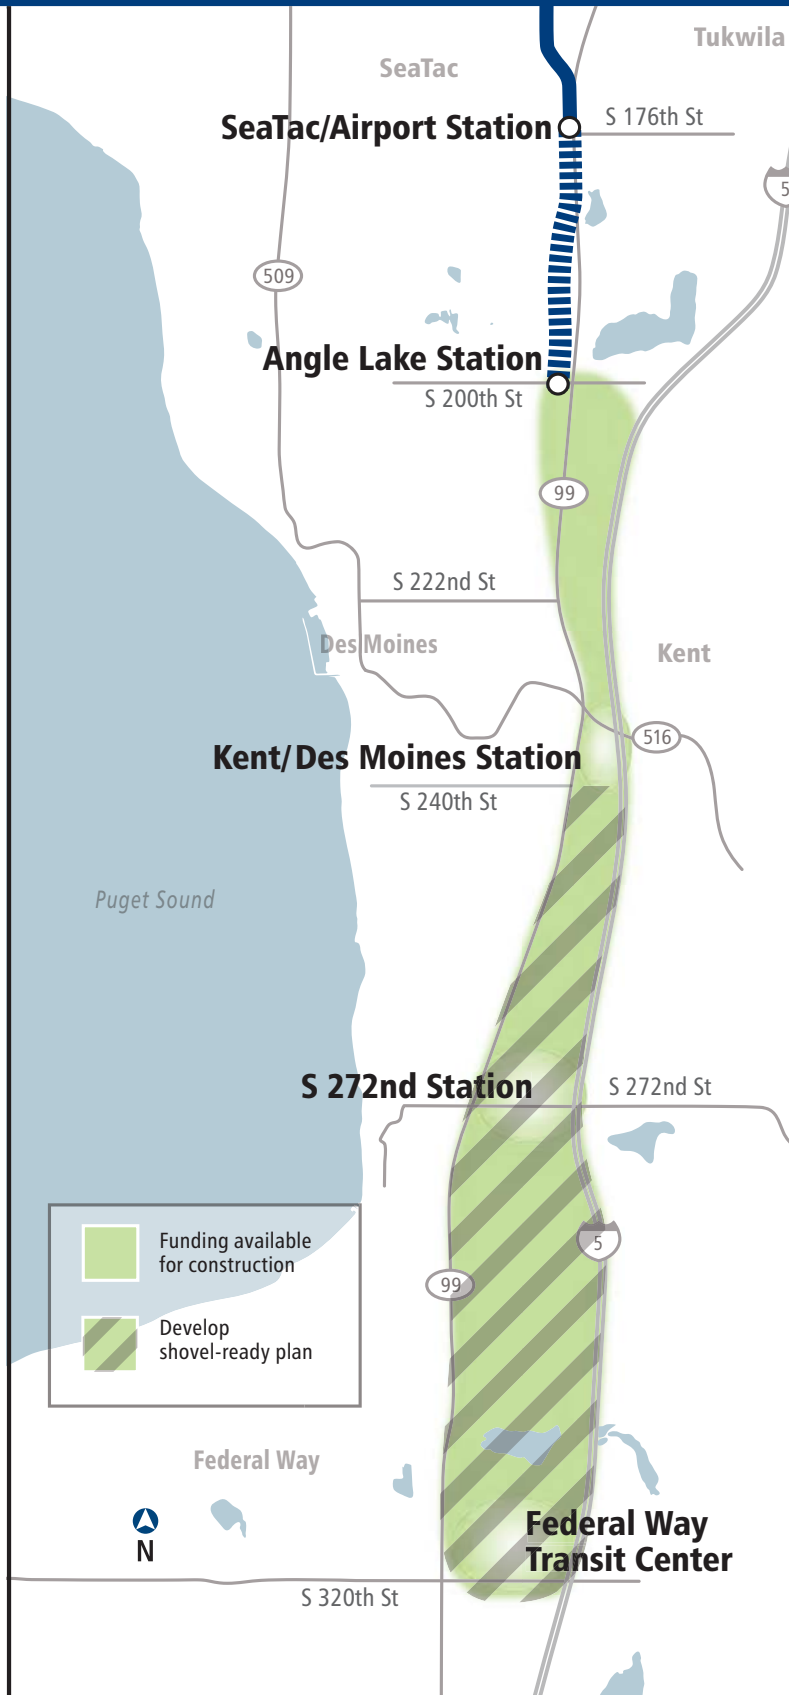 Tukwila
SeaTac
S 176th St
SeaTac/Airport Station
5
509
Angle Lake Station
S 200th St
99
S 222nd St
Des Moines
Kent
516
Kent/Des Moines Station
S 240th St
Puget Sound
S 272nd Station
S 272nd St
Funding available
for construction
5
99
Develop
shovel-ready plan
Federal Way
Federal Way
Transit Center
N
S 320th St